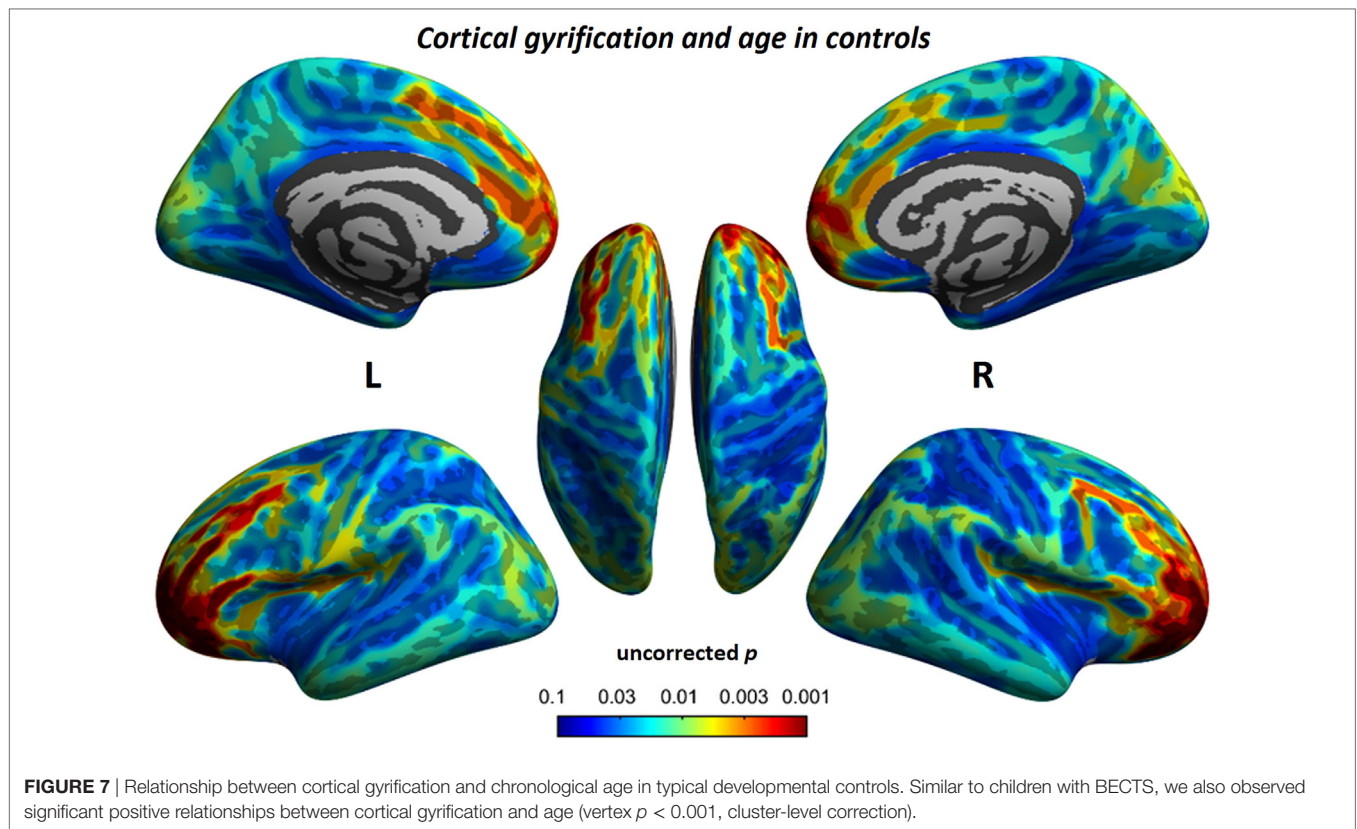 Cortical gyrification and age in controls
L
R
uncorrected p
0.1 0.03 0.01 0.003 0.001
FIGURE 7 | Relationship between cortical gyrification and chronological age in typical developmental controls. Similar to children with BECTS, we also observed
significant positive relationships between cortical gyrification and age (vertex p < 0.001, cluster-level correction).